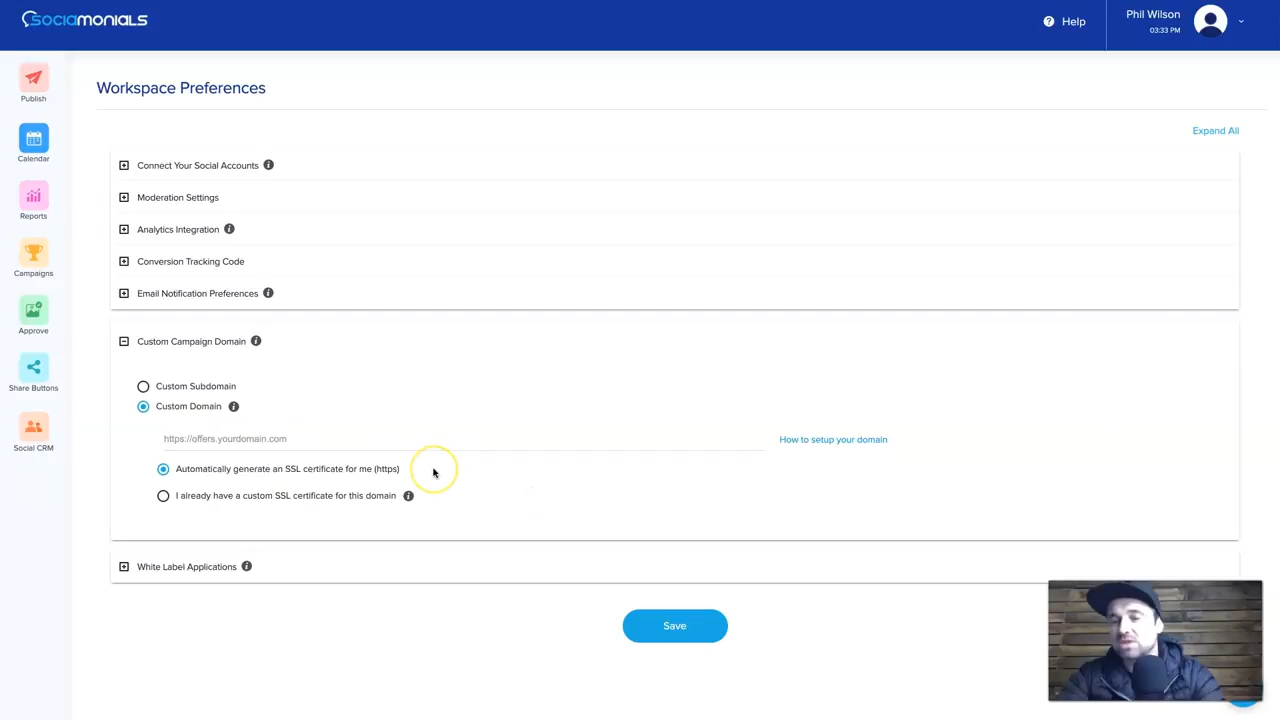 SOCIAMONIALS
Help
Phil Wilson
03:33 PM
Publish
Calendar
Reports
Campaigns
Approve
Share Buttons
Social CRM
Workspace Preferences
Expand All
Connect Your Social Accounts
Moderation Settings
Analytics Integration
Conversion Tracking Code
Email Notification Preferences
Custom Campaign Domain
Custom Subdomain
Custom Domain
https://offers.yourdomain.com
How to setup your domain
Automatically generate an SSL certificate for me (https)
I already have a custom SSL certificate for this domain
White Label Applications
Save